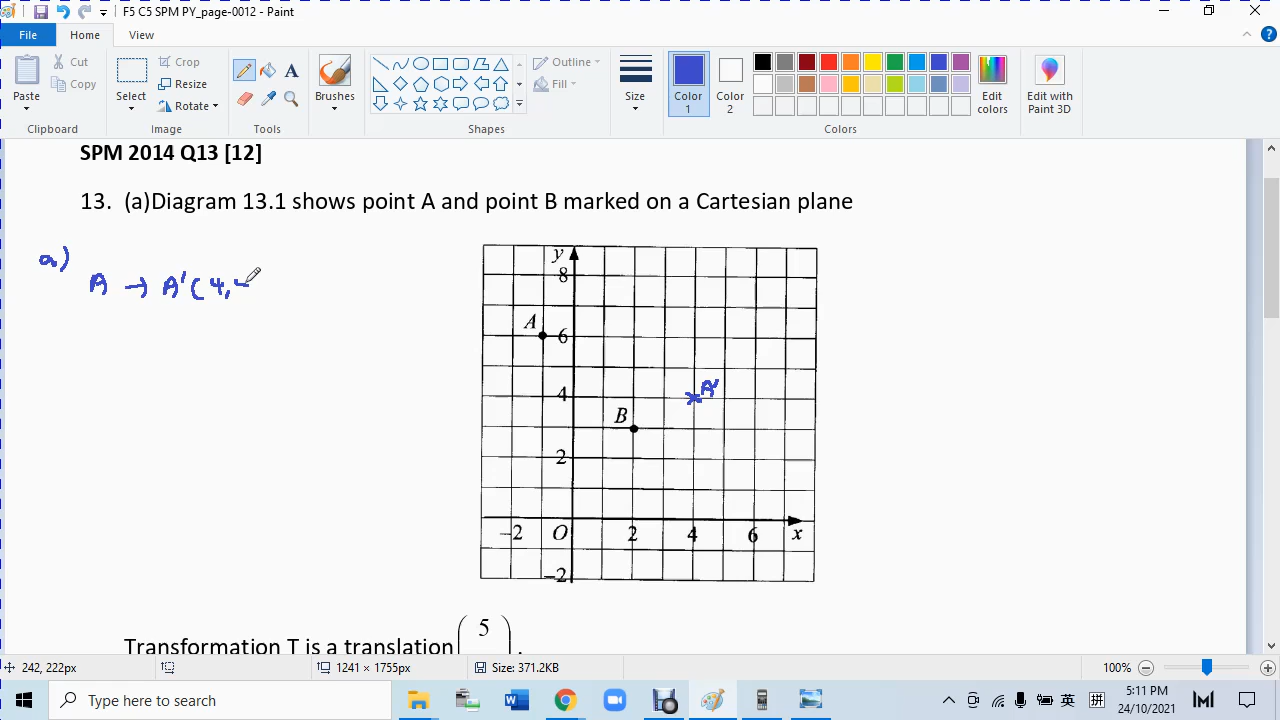 F5 C5 SPM PY_page-0012 - Paint
File Home View
Paste
Cut
Copy
Clipboard
Select
Crop
Resize
Rotate
Image
A
Tools
Brushes
Outline
Fill
Shapes
Size
Color 1
Color 2
Edit colors
Colors
Edit with Paint 3D
SPM 2014 Q13 [12]
13. (a)Diagram 13.1 shows point A and point B marked on a Cartesian plane
a)
A → A'(4,
y
8
A
6
4
A'
B
2
-2 O 2 4 6 x
-2
Transformation T is a translation ( 5 ) .
242, 222px
1241 × 1755px
Size: 371.2KB
100%
Type here to search
英
拼
5:11 PM
24/10/2021